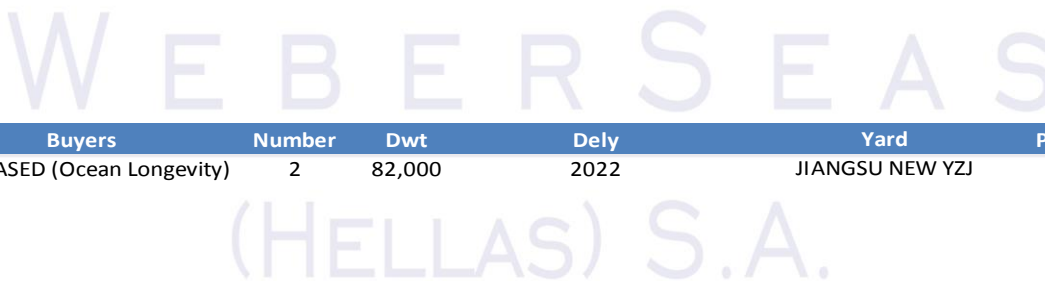 WEBERSEAS
Buyers Number Dwt Dely Yard P
ASED (Ocean Longevity) 2 82,000 2022 JIANGSU NEW YZJ
(HELLAS) S.A.